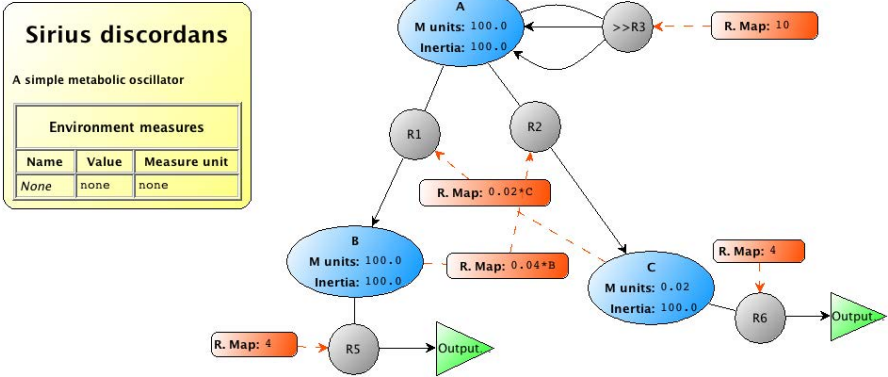 Sirius discordans
A simple metabolic oscillator
Environment measures
Name Value Measure unit
None none none
A
M units: 100.0
Inertia: 100.0
>>R3
R. Map: 10
R1
R2
R. Map: 0.02*C
B
M units: 100.0
Inertia: 100.0
R. Map: 0.04*B
C
M units: 0.02
Inertia: 100.0
R. Map: 4
R6
Output...
R. Map: 4
R5
Output...